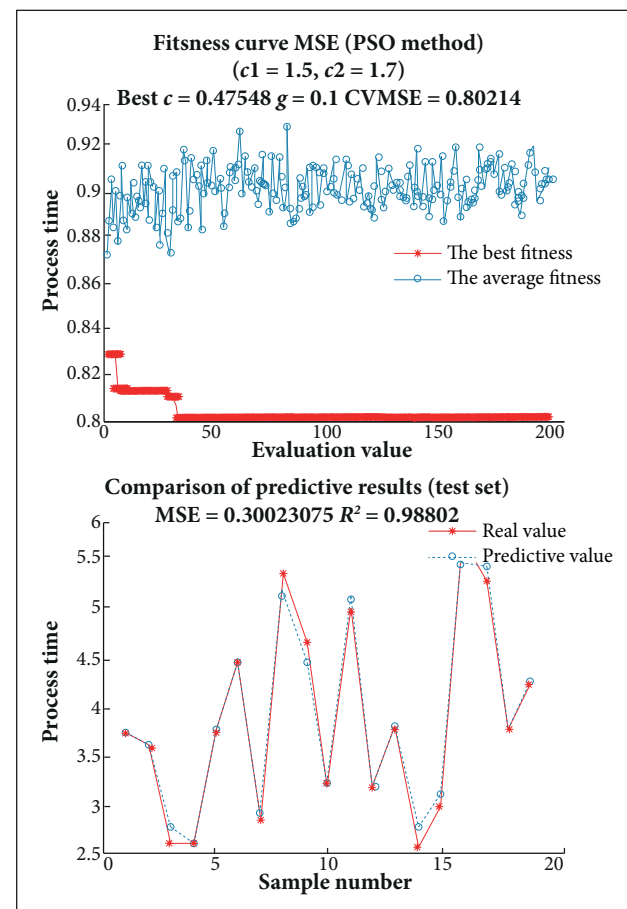 Fitsness curve MSE (PSO method)
(c1 = 1.5, c2 = 1.7)
Best c = 0.47548 g = 0.1 CVMSE = 0.80214
0.94
0.92
0.9
0.88
0.86
0.84
0.82
0.8
Process time
The best fitness
The average fitness
0
50
100
150
200
Evaluation value
Comparison of predictive results (test set)
MSE = 0.30023075 R² = 0.98802
6
5.5
5
4.5
4
3.5
3
2.5
Process time
Real value
Predictive value
0
5
10
15
20
Sample number